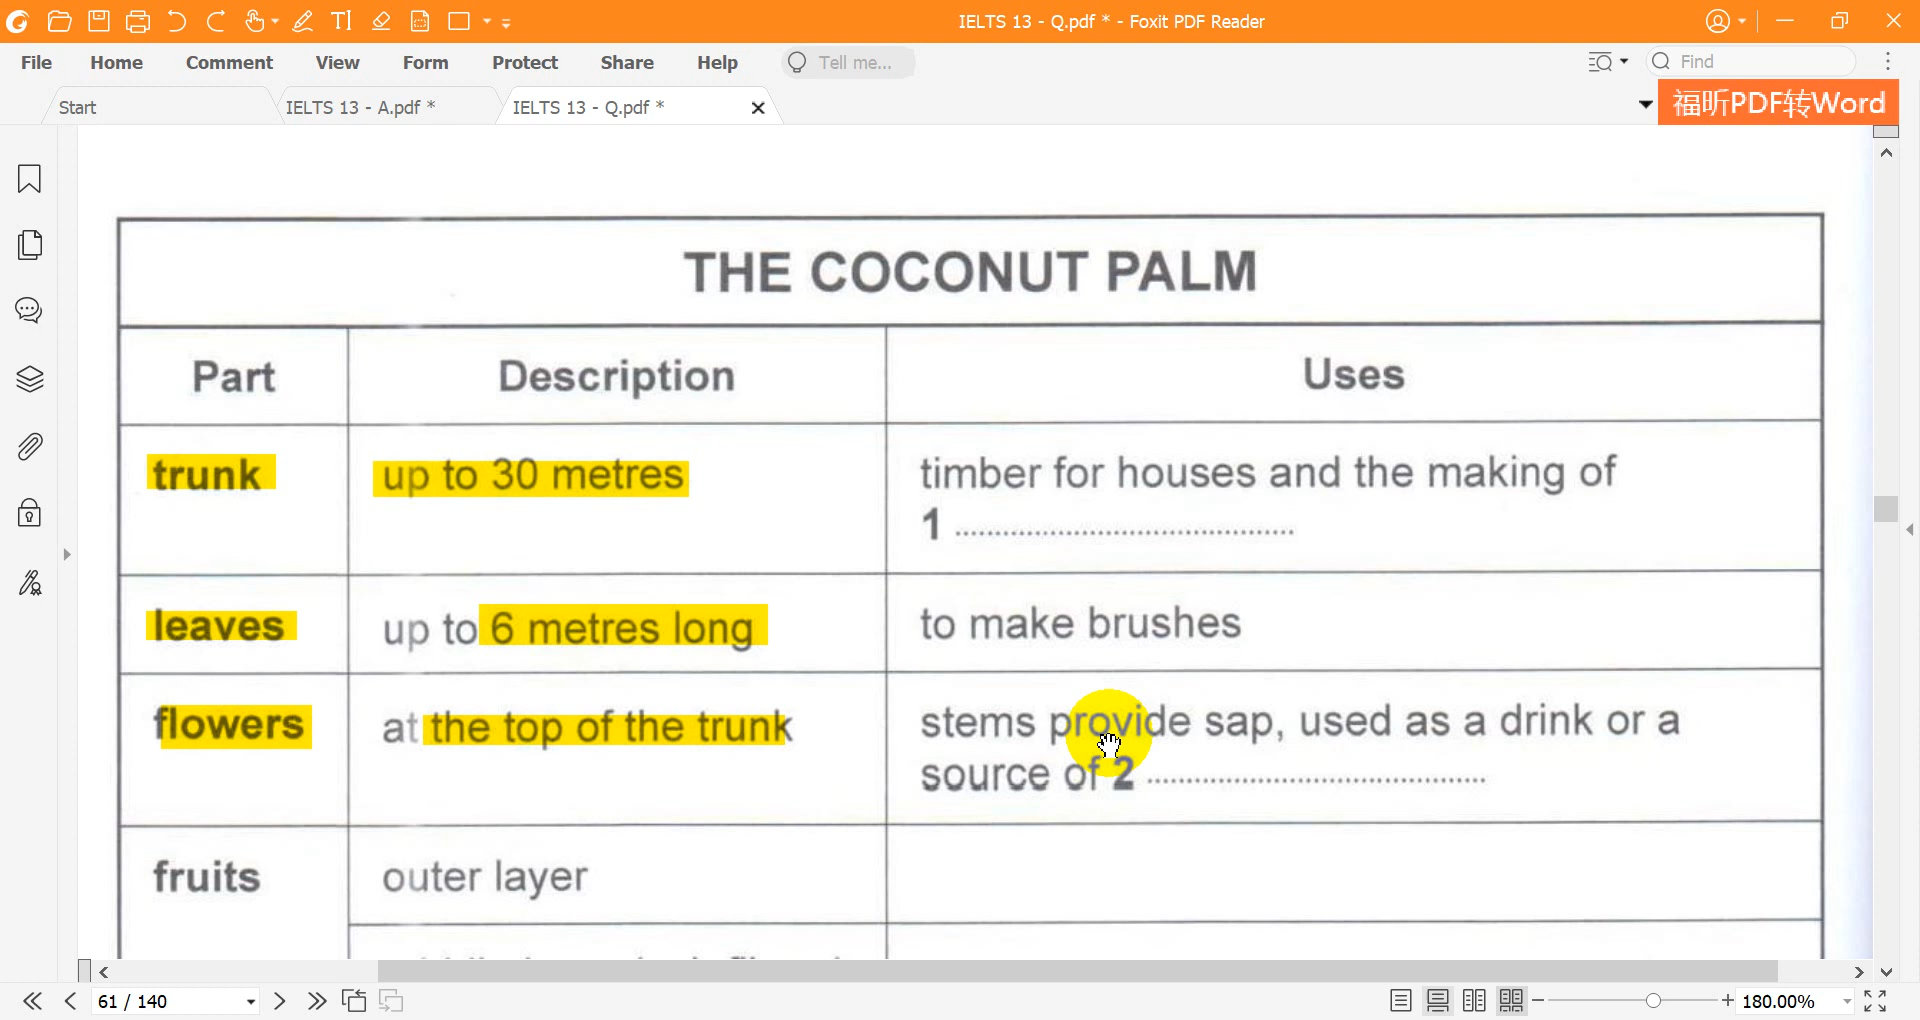 IELTS 13 - Q.pdf * - Foxit PDF Reader
File Home Comment View Form Protect Share Help Tell me... Find
Start IELTS 13 - A.pdf * IELTS 13 - Q.pdf * 福昕PDF转Word
THE COCONUT PALM
Part Description Uses
trunk up to 30 metres timber for houses and the making of
1 ....................................
leaves up to 6 metres long to make brushes
flowers at the top of the trunk stems provide sap, used as a drink or a
source of 2 ....................................
fruits outer layer
61 / 140 180.00%